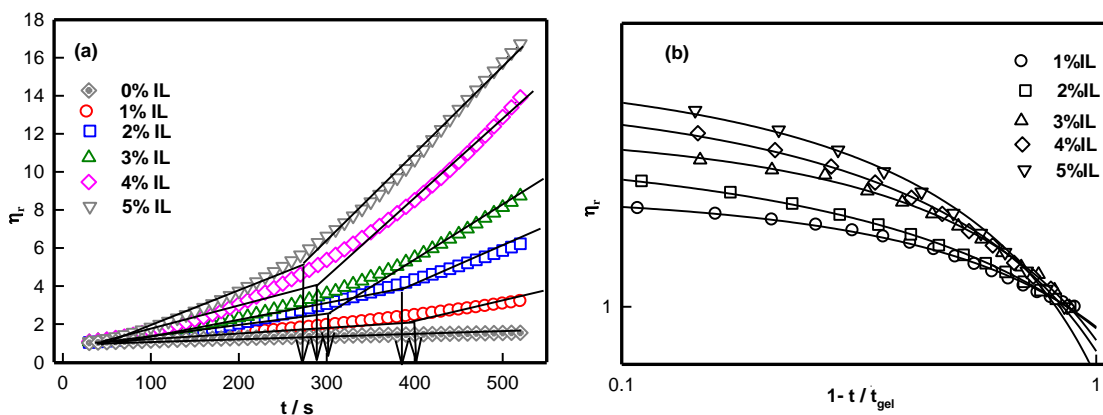 (a)
18
16
14
12
10
8
6
4
2
0
ηr
0% IL
1% IL
2% IL
3% IL
4% IL
5% IL
0 100 200 300 400 500
t / s
(b)
ηr
1
1%IL
2%IL
3%IL
4%IL
5%IL
0.1 1
1- t / tgel